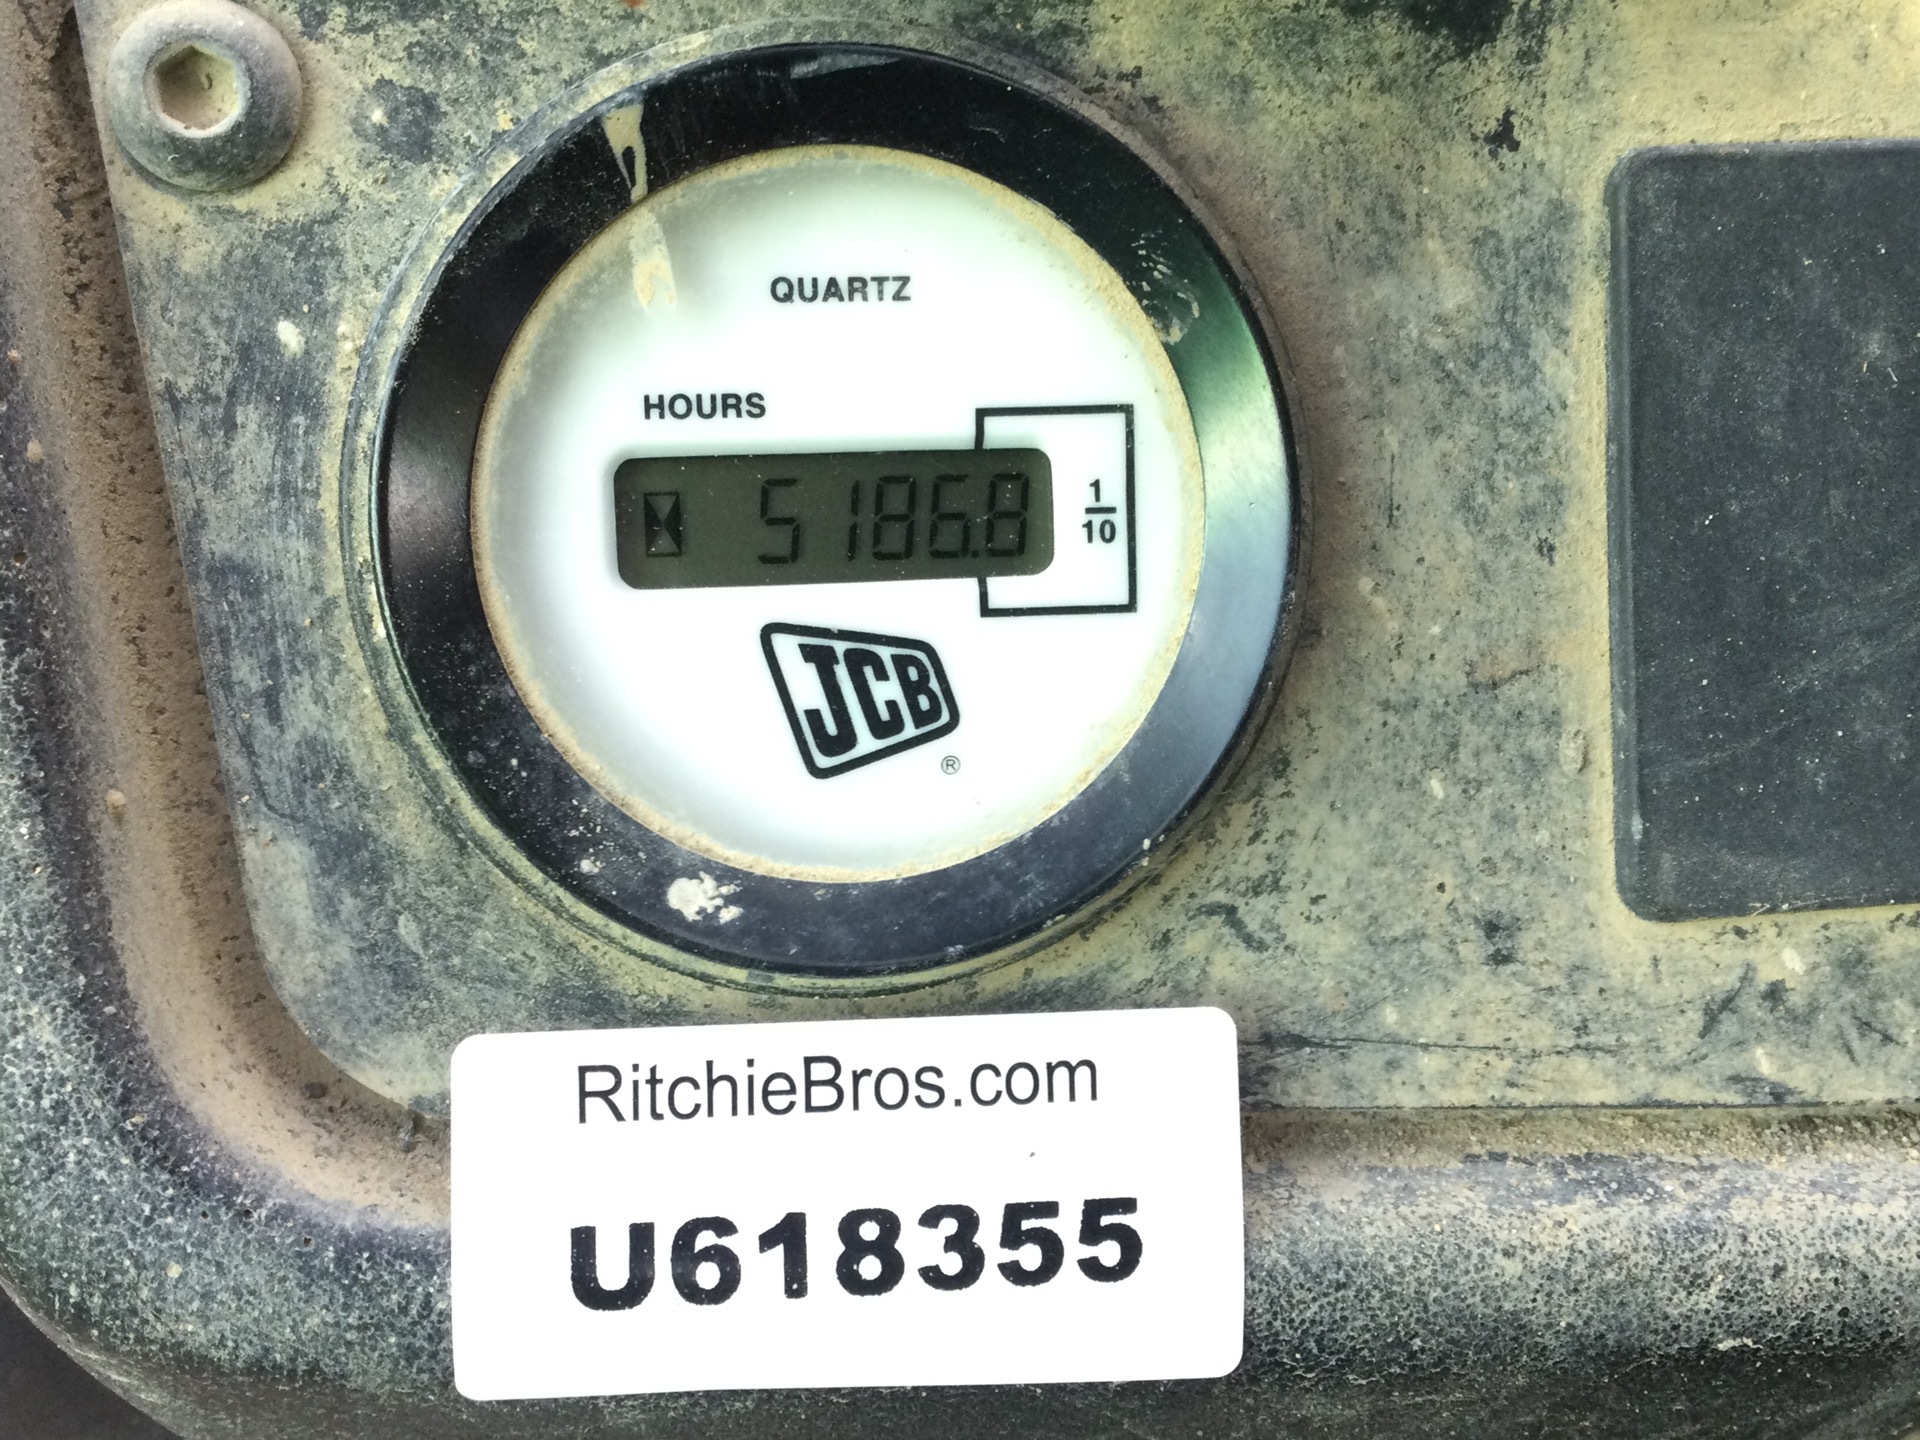 QUARTZ
HOURS
5186.8
1/10
JCB
®
RitchieBros.com
U618355